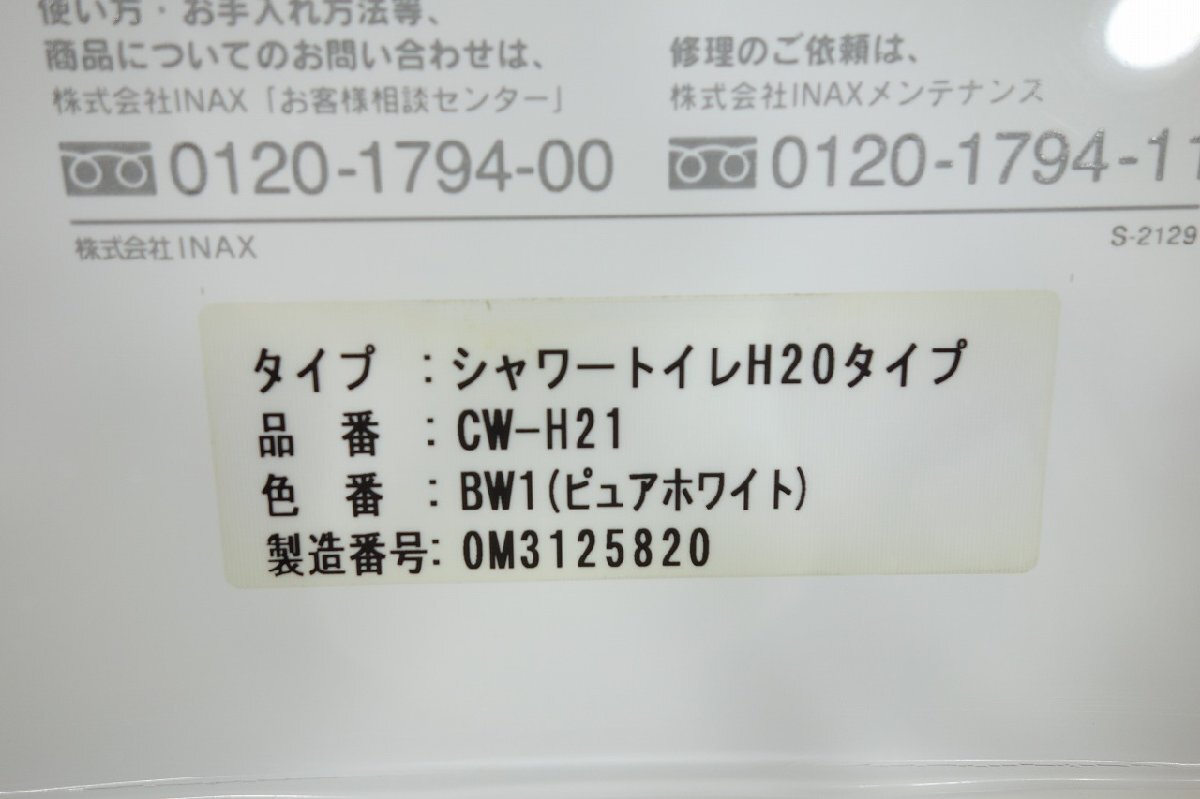 使い方・お手入れ方法等、
商品についてのお問い合わせは、
株式会社INAX「お客様相談センター」
0120-1794-00
修理のご依頼は、
株式会社INAXメンテナンス
0120-1794-11
株式会社INAX
S-2129
タイプ:シャワートイレH20タイプ
品番:CW-H21
色番:BW1(ピュアホワイト)
製造番号:0M3125820